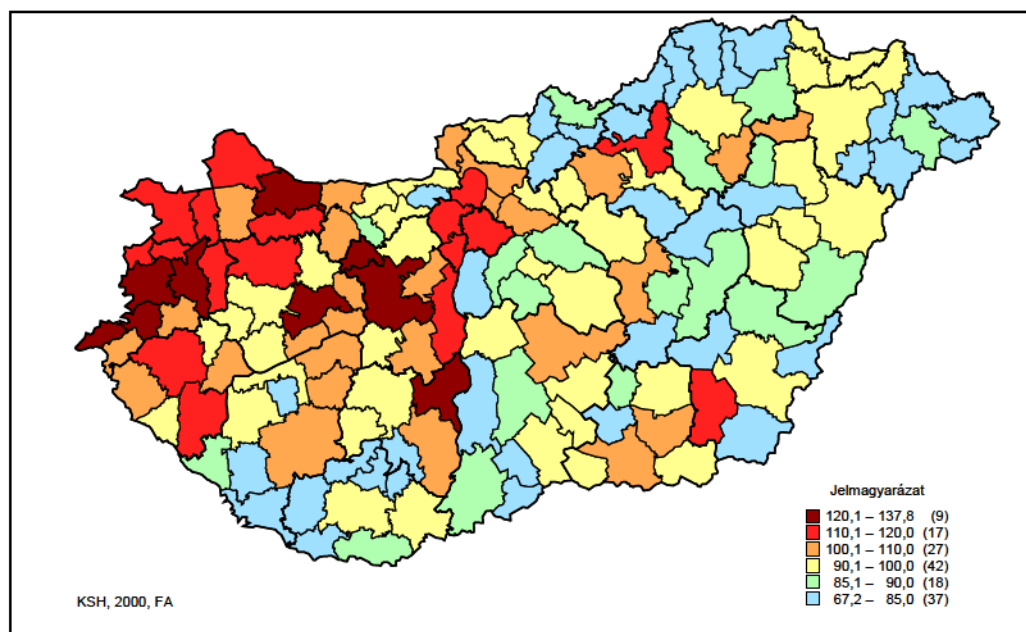 Jelmagyarázat
120,1 – 137,8 (9)
110,1 – 120,0 (17)
100,1 – 110,0 (27)
90,1 – 100,0 (42)
85,1 – 90,0 (18)
67,2 – 85,0 (37)
KSH, 2000, FA